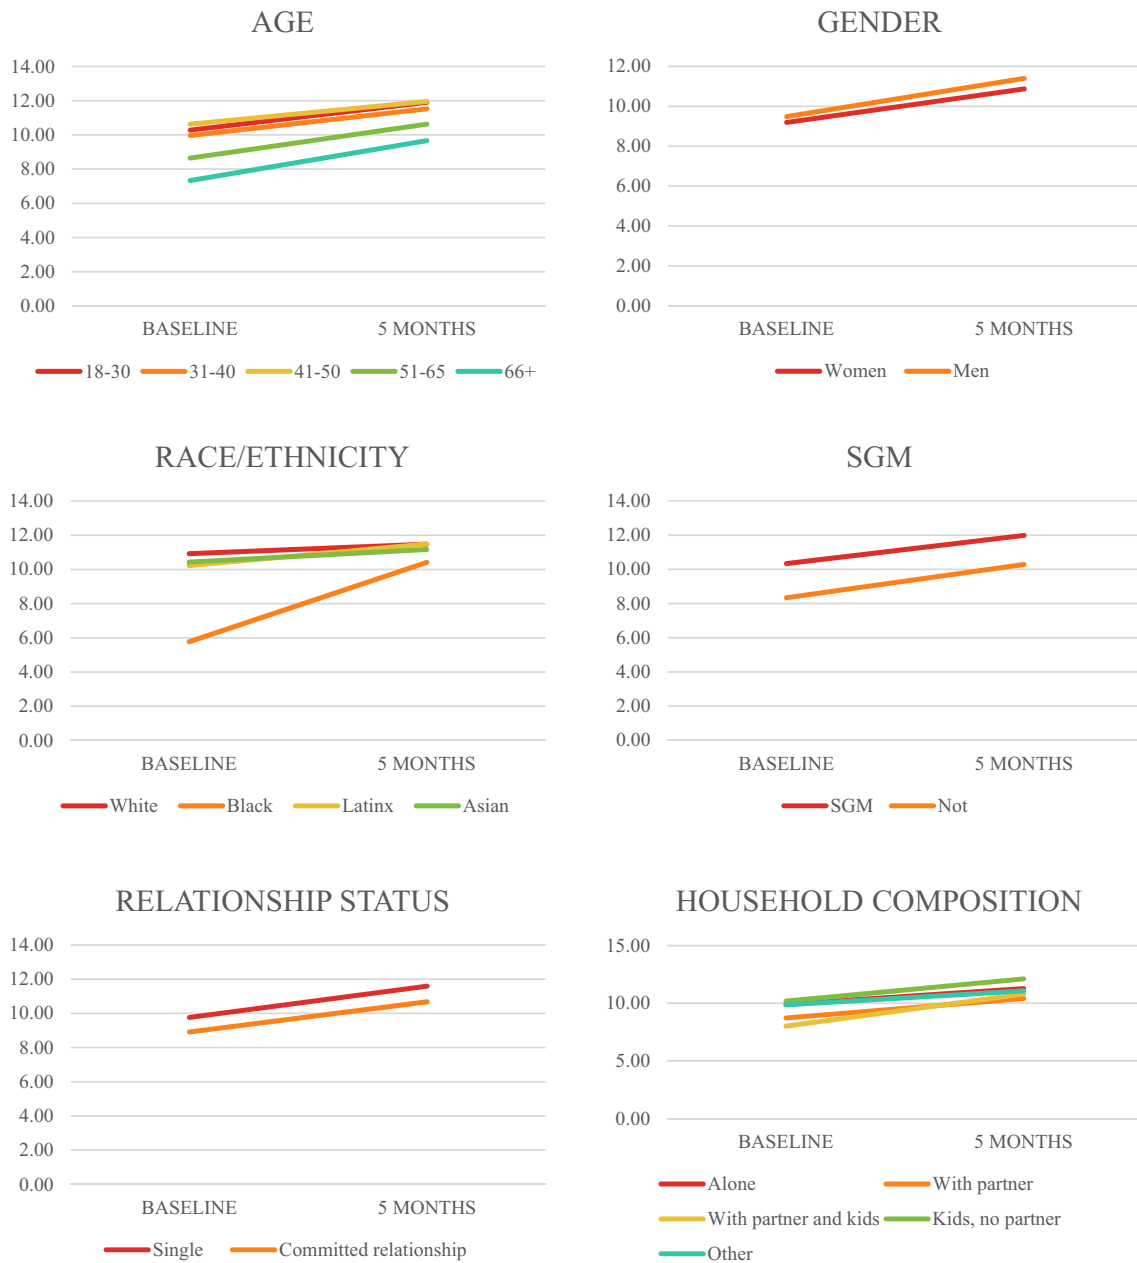 AGE
14.00
12.00
10.00
8.00
6.00
4.00
2.00
0.00
BASELINE 5 MONTHS
18-30 31-40 41-50 51-65 66+
GENDER
12.00
10.00
8.00
6.00
4.00
2.00
0.00
BASELINE 5 MONTHS
Women Men
RACE/ETHNICITY
14.00
12.00
10.00
8.00
6.00
4.00
2.00
0.00
BASELINE 5 MONTHS
White Black Latinx Asian
SGM
14.00
12.00
10.00
8.00
6.00
4.00
2.00
0.00
BASELINE 5 MONTHS
SGM Not
RELATIONSHIP STATUS
14.00
12.00
10.00
8.00
6.00
4.00
2.00
0.00
BASELINE 5 MONTHS
Single Committed relationship
HOUSEHOLD COMPOSITION
15.00
10.00
5.00
0.00
BASELINE 5 MONTHS
Alone With partner
With partner and kids Kids, no partner
Other